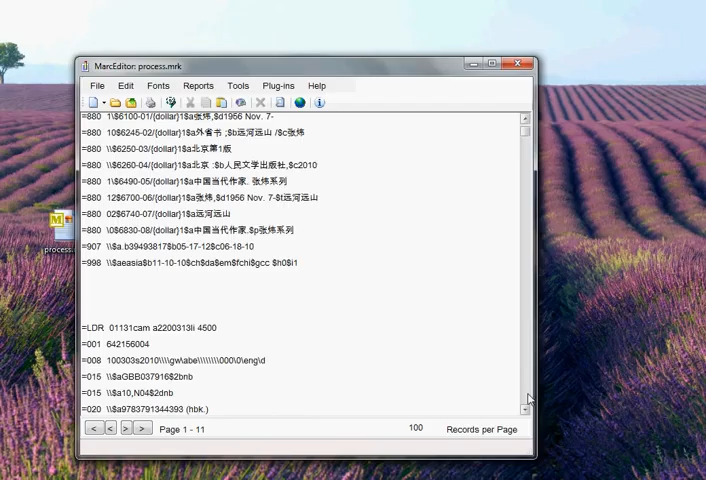 MarcEditor: process.mrk
File Edit Fonts Reports Tools Plug-ins Help
=880 1\$6100-01/{dollar}1$a张炜,$d1956 Nov. 7-
=880 10$6245-02/{dollar}1$a外省书 ;$b远河远山 /$c张炜
=880 \\$6250-03/{dollar}1$a北京第1版
=880 \\$6260-04/{dollar}1$a北京 :$b人民文学出版社,$c2010
=880 1\$6490-05/{dollar}1$a中国当代作家. 张炜系列
=880 12$6700-06/{dollar}1$a张炜,$d1956 Nov. 7-$t远河远山
=880 02$6740-07/{dollar}1$a远河远山
=880 \0$6830-08/{dollar}1$a中国当代作家.$p张炜系列
=907 \\$a.b39493817$b05-17-12$c06-18-10
=998 \\$aeasia$b11-10-10$ch$da$em$fchi$gcc $h0$i1
=LDR 01131cam a2200313Ii 4500
=001 642156004
=008 100303s2010\\\\gw\abe\\\\\\\\000\0\eng\d
=015 \\$aGBB037916$2bnb
=015 \\$a10,N04$2dnb
=020 \\$a9783791344393 (hbk.)
< < > > Page 1 - 11 100 Records per Page
process.